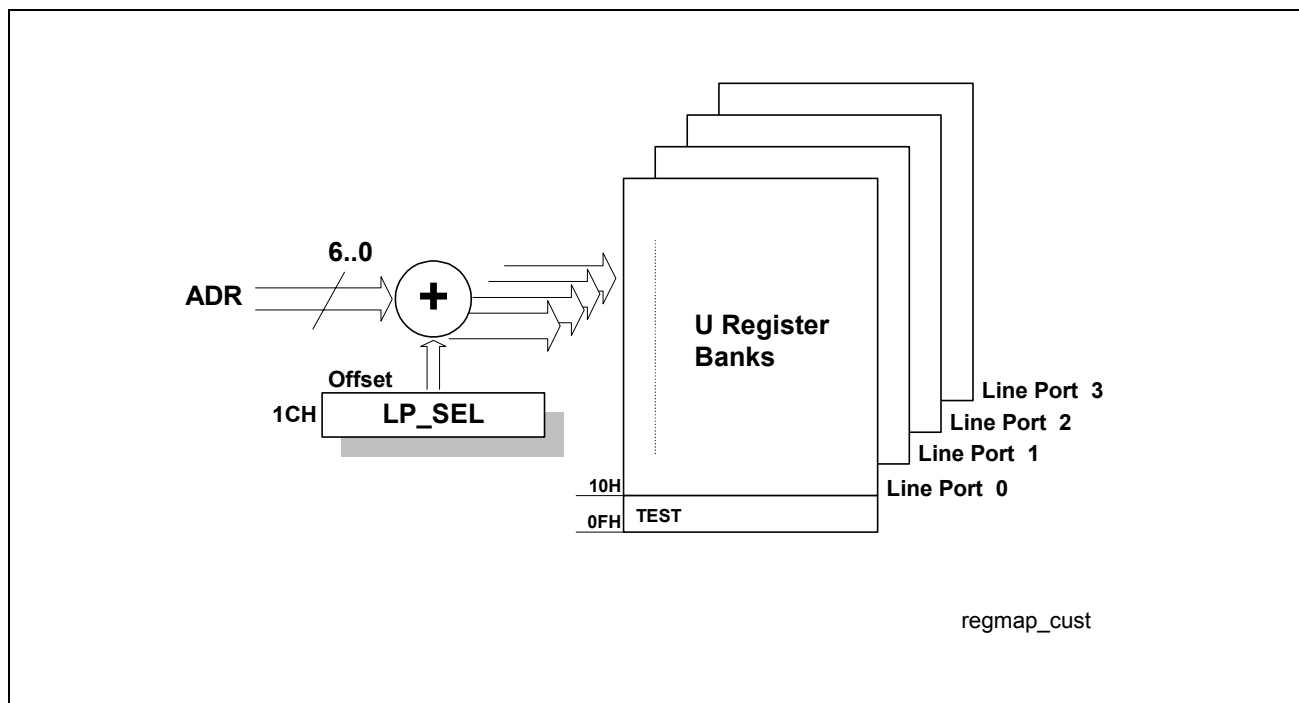 6..0
ADR
+
Offset
1CH
LP_SEL
U Register
Banks
Line Port 3
Line Port 2
Line Port 1
Line Port 0
10H
0FH
TEST
regmap_cust